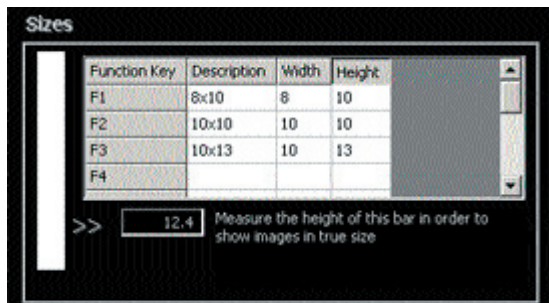 Sizes
Function Key Description Width Height
F1 8x10 8 10
F2 10x10 10 10
F3 10x13 10 13
F4
>> 12.4 Measure the height of this bar in order to
show images in true size